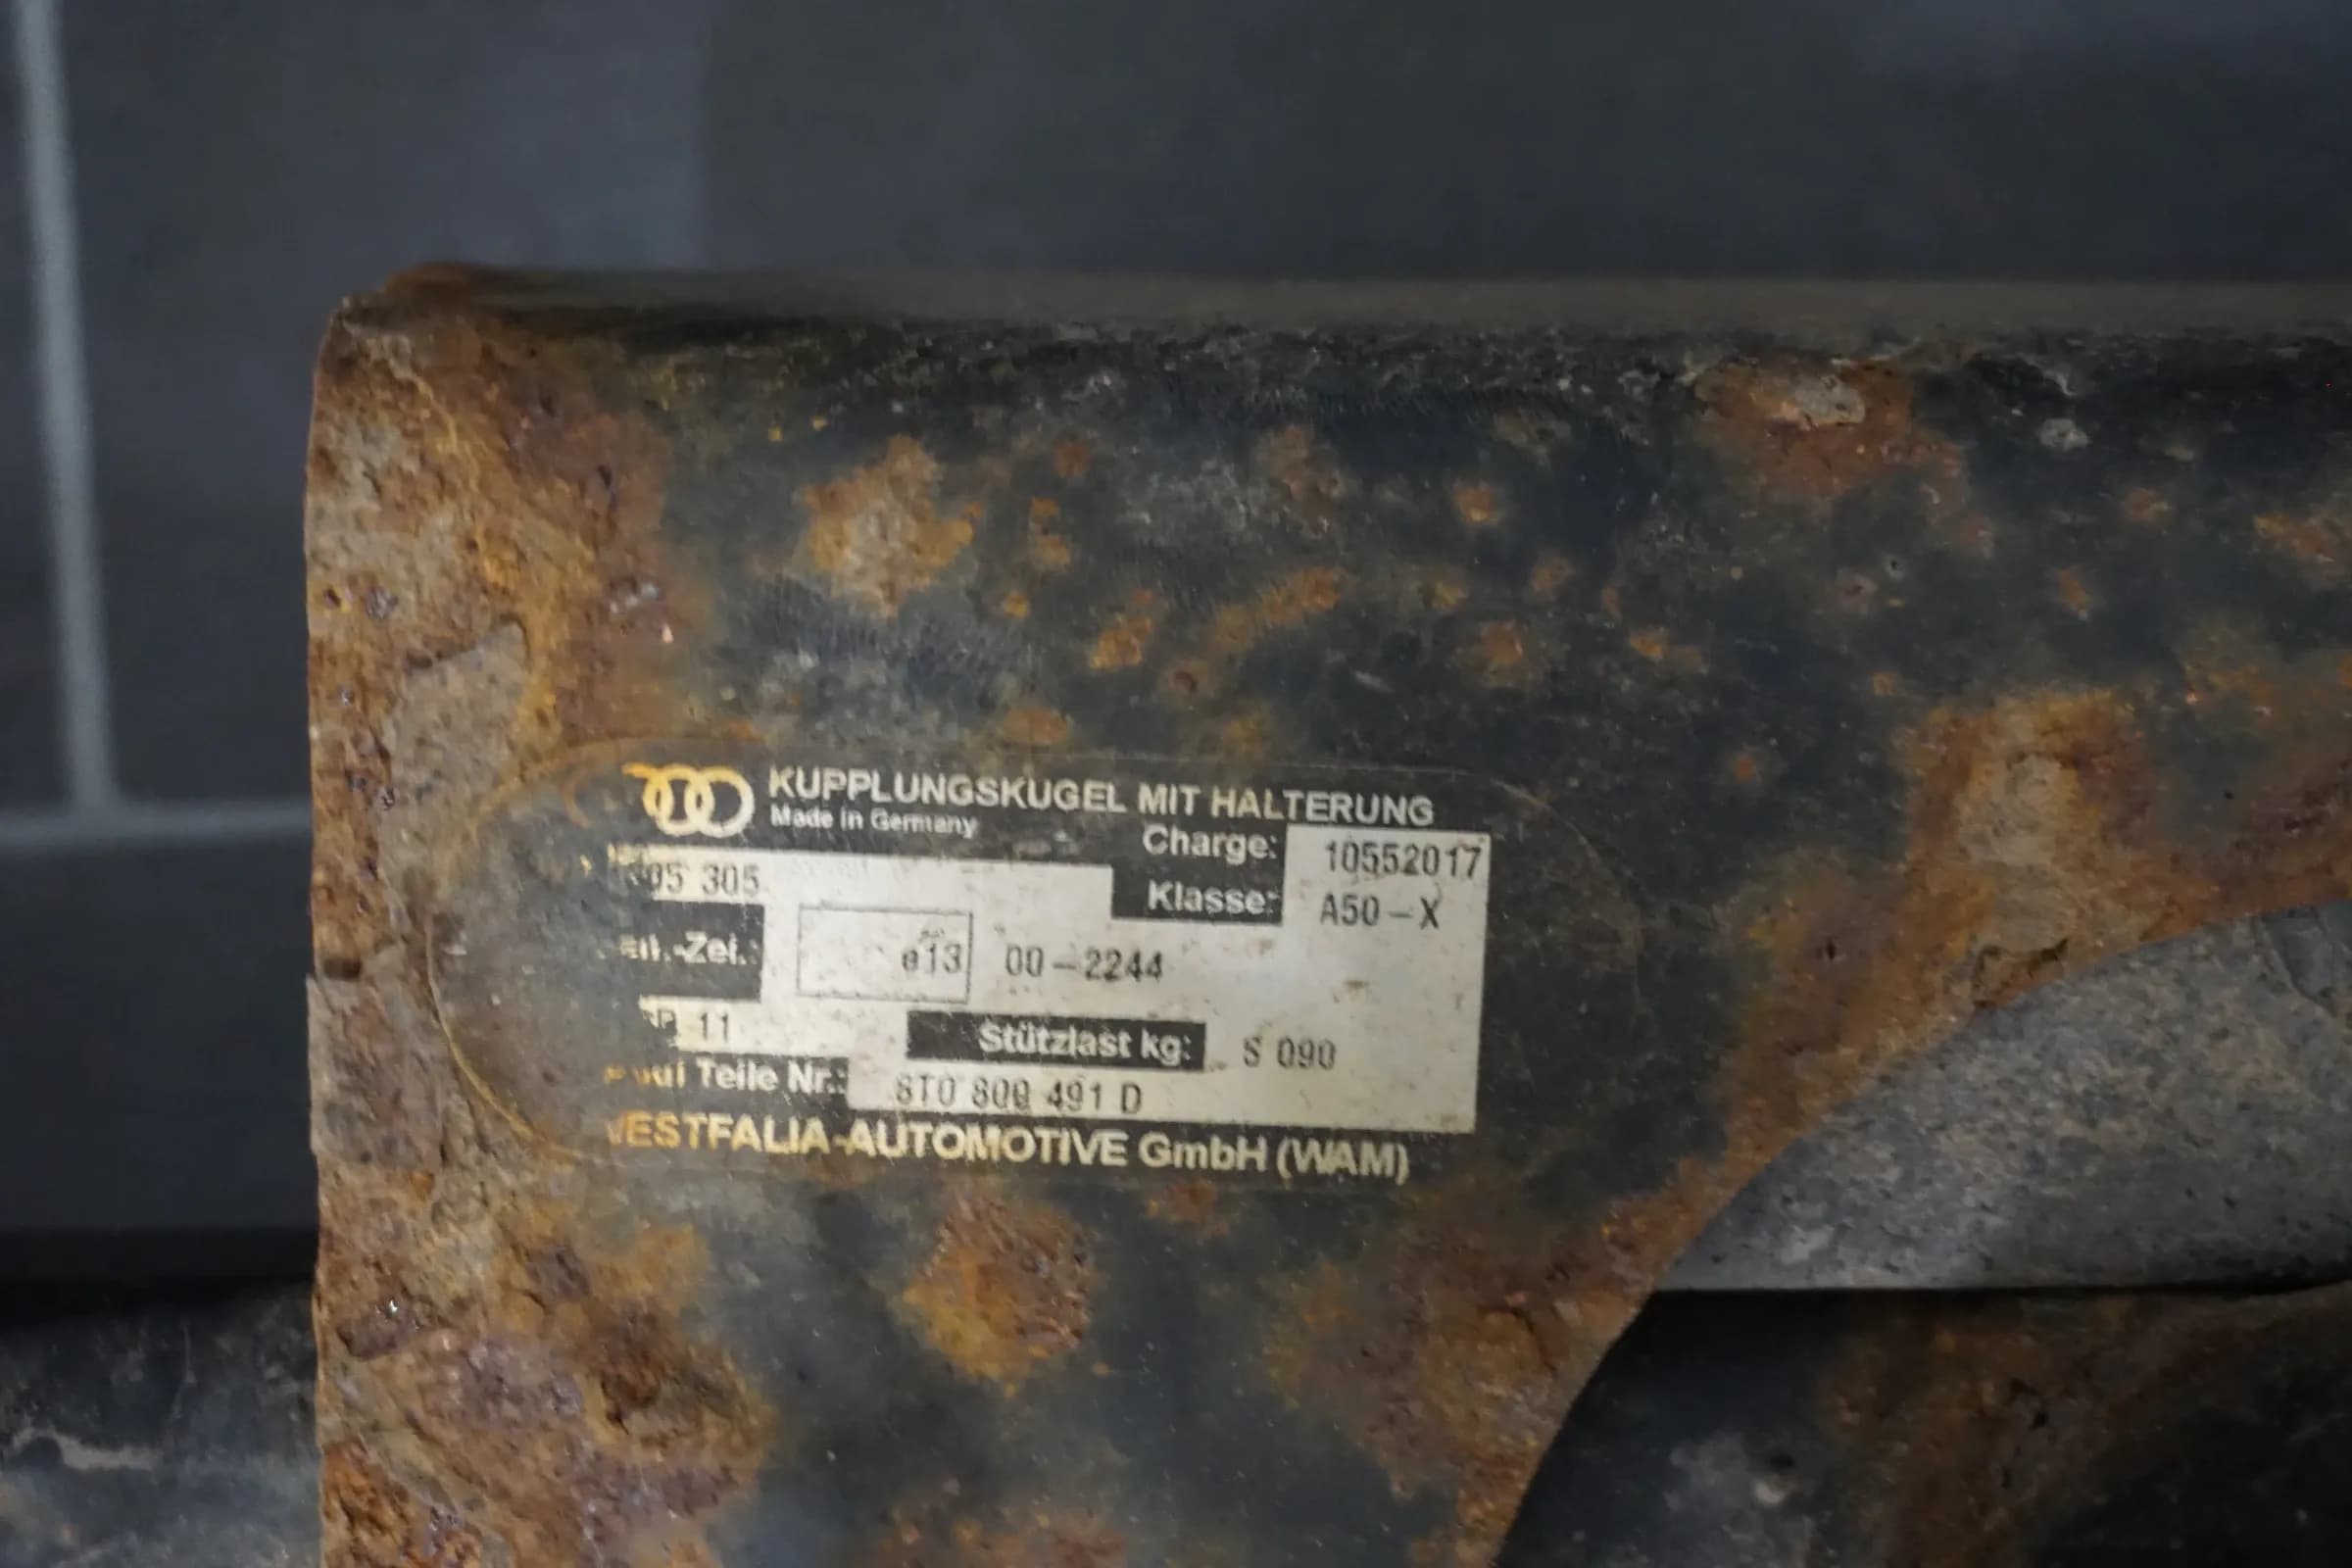 KUPPLUNGSKUGEL MIT HALTERUNG
Made in Germany
Charge: 10552017
305
Klasse: A50-X
e13 00-2244
11 Stützlast kg: S 090
Teile Nr.: 8T0 800 491 D
WESTFALIA-AUTOMOTIVE GmbH (WAM)